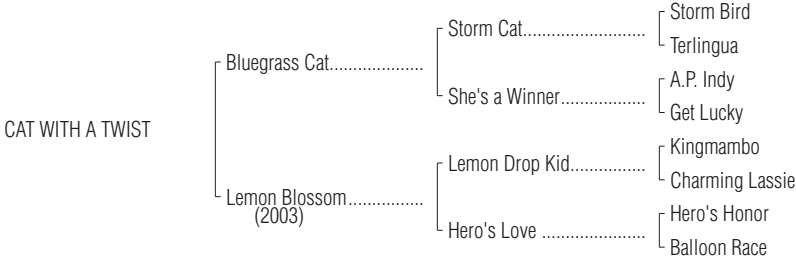 Storm Bird
Storm Cat..........................
Terlingua
Bluegrass Cat....................
A.P. Indy
She's a Winner..................
Get Lucky
CAT WITH A TWIST
Kingmambo
Lemon Drop Kid................
Charming Lassie
Lemon Blossom................
(2003)
Hero's Honor
Hero's Love ......................
Balloon Race